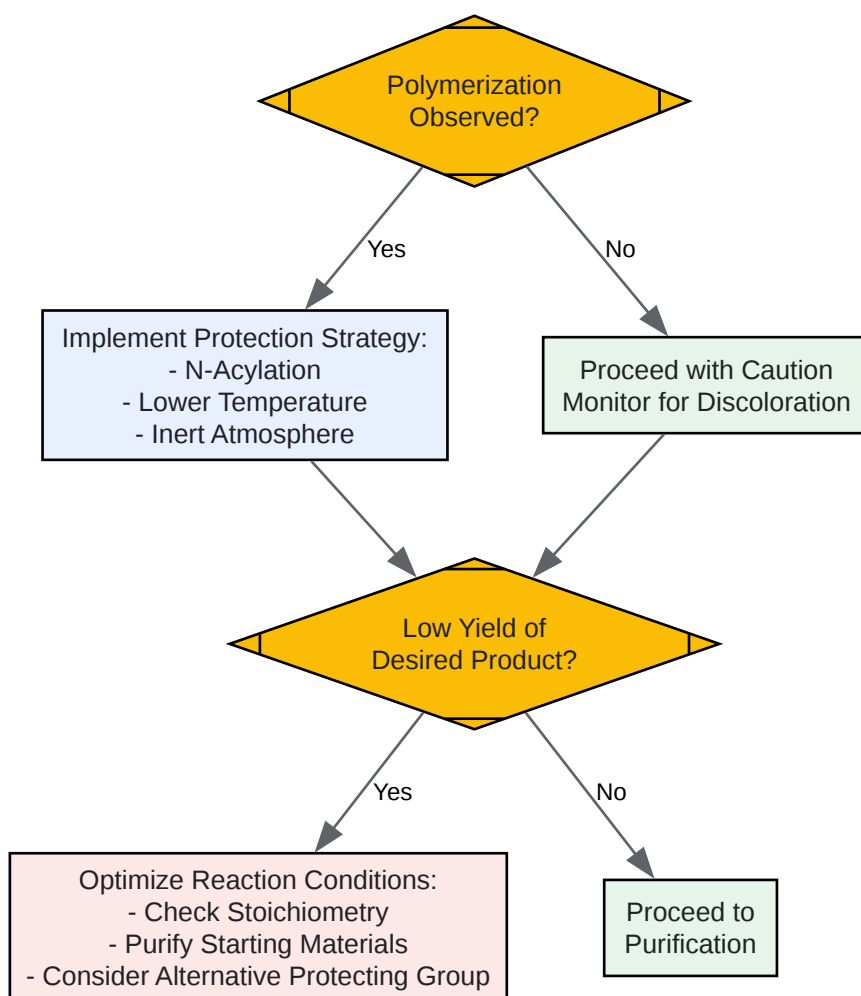 Polymerization
Observed?
Yes
No
Implement Protection Strategy:
- N-Acylation
- Lower Temperature
- Inert Atmosphere
Proceed with Caution
Monitor for Discoloration
Low Yield of
Desired Product?
Yes
No
Optimize Reaction Conditions:
- Check Stoichiometry
- Purify Starting Materials
- Consider Alternative Protecting Group
Proceed to
Purification